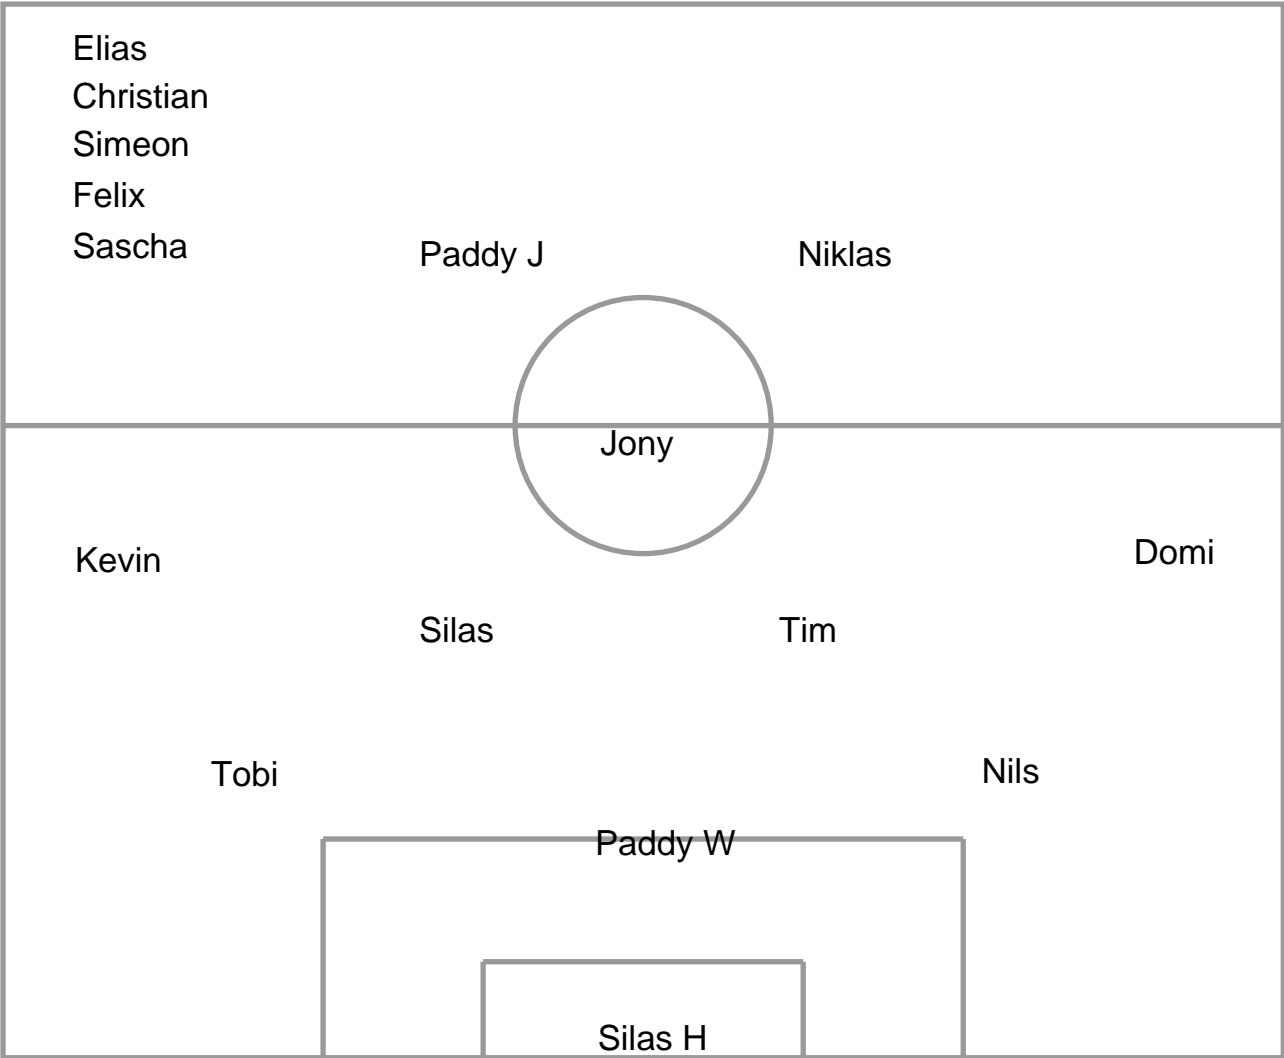 Elias
Christian
Simeon
Felix
Sascha
Paddy J
Niklas
Jony
Kevin
Domi
Silas
Tim
Tobi
Nils
Paddy W
Silas H